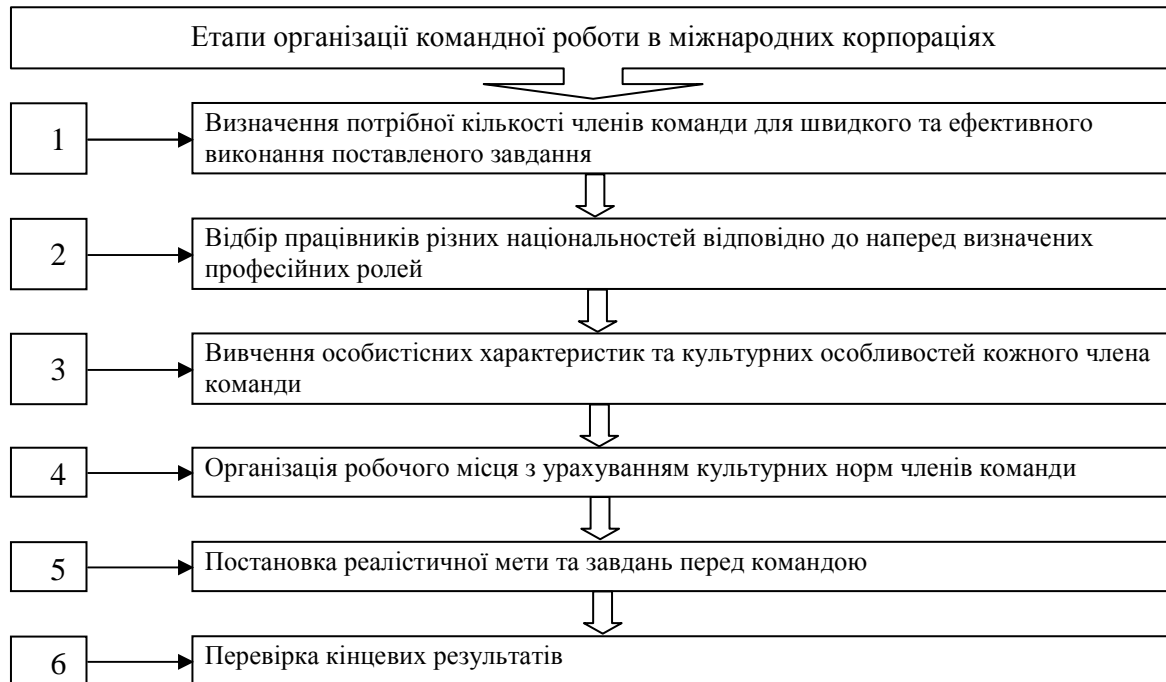 Етапи організації командної роботи в міжнародних корпораціях
1
Визначення потрібної кількості членів команди для швидкого та ефективного
виконання поставленого завдання
2
Відбір працівників різних національностей відповідно до наперед визначених
професійних ролей
3
Вивчення особистісних характеристик та культурних особливостей кожного члена
команди
4
Організація робочого місця з урахуванням культурних норм членів команди
5
Постановка реалістичної мети та завдань перед командою
6
Перевірка кінцевих результатів